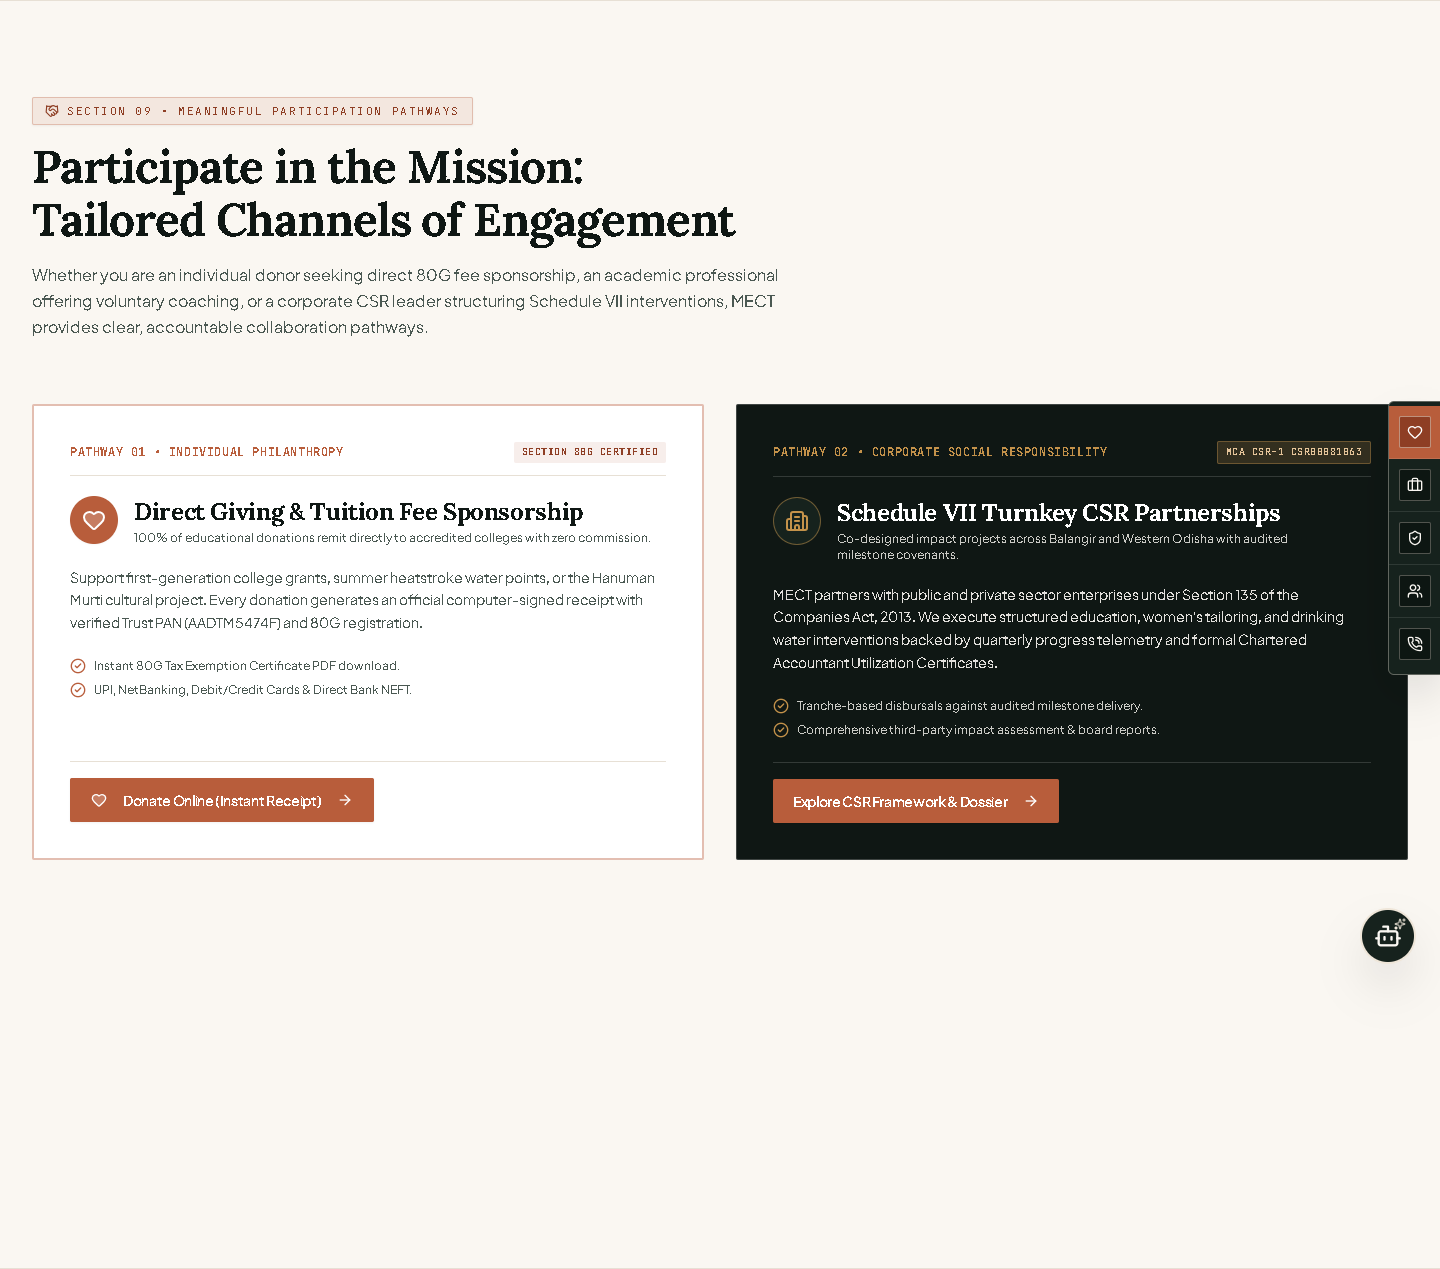 SECTION 09 • MEANINGFUL PARTICIPATION PATHWAYS
Participate in the Mission:
Tailored Channels of Engagement
Whether you are an individual donor seeking direct 80G fee sponsorship, an academic professional
offering voluntary coaching, or a corporate CSR leader structuring Schedule VII interventions, MECT
provides clear, accountable collaboration pathways.
PATHWAY 01 • INDIVIDUAL PHILANTHROPY
SECTION 80G CERTIFIED
Direct Giving & Tuition Fee Sponsorship
100% of educational donations remit directly to accredited colleges with zero commission.
Support first-generation college grants, summer heatstroke water points, or the Hanuman
Murti cultural project. Every donation generates an official computer-signed receipt with
verified Trust PAN (AADTM5474F) and 80G registration.
Instant 80G Tax Exemption Certificate PDF download.
UPI, NetBanking, Debit/Credit Cards & Direct Bank NEFT.
Donate Online (Instant Receipt)
PATHWAY 02 • CORPORATE SOCIAL RESPONSIBILITY
MCA CSR-1 CSR00081063
Schedule VII Turnkey CSR Partnerships
Co-designed impact projects across Balangir and Western Odisha with audited
milestone covenants.
MECT partners with public and private sector enterprises under Section 135 of the
Companies Act, 2013. We execute structured education, women's tailoring, and drinking
water interventions backed by quarterly progress telemetry and formal Chartered
Accountant Utilization Certificates.
Tranche-based disbursals against audited milestone delivery.
Comprehensive third-party impact assessment & board reports.
Explore CSR Framework & Dossier